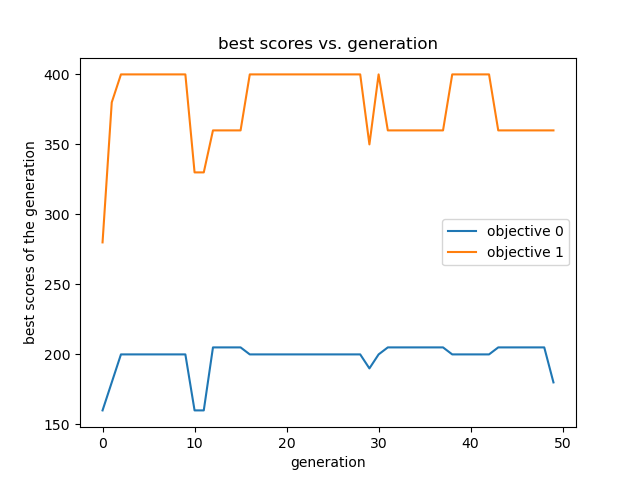 best scores vs. generation
best scores of the generation
400
350
300
250
200
150
objective 0
objective 1
0
10
20
30
40
50
generation